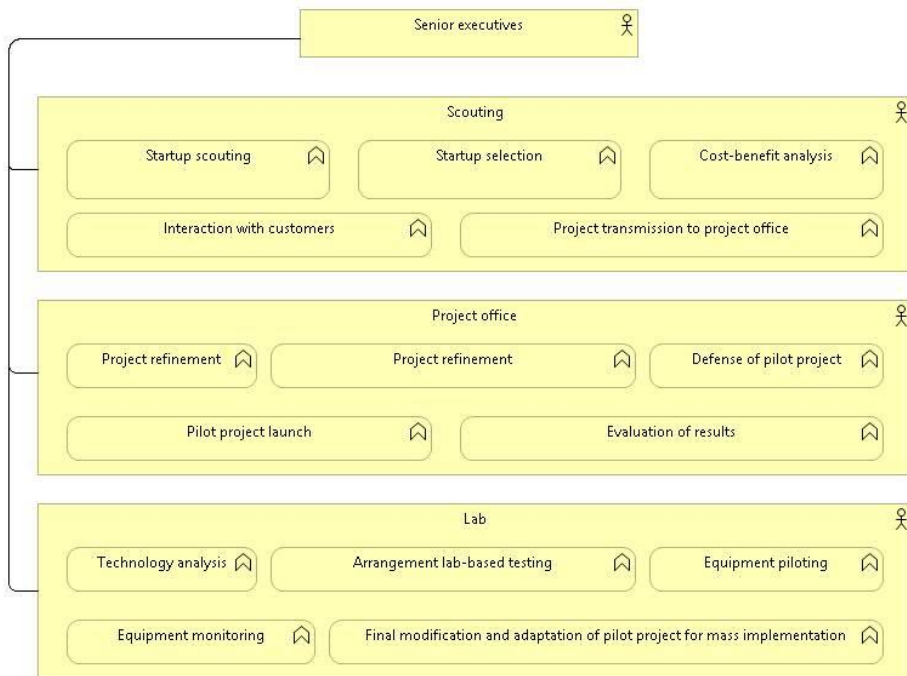 Senior executives
Scouting
Startup scouting
Startup selection
Cost-benefit analysis
Interaction with customers
Project transmission to project office
Project office
Project refinement
Project refinement
Defense of pilot project
Pilot project launch
Evaluation of results
Lab
Technology analysis
Arrangement lab-based testing
Equipment piloting
Equipment monitoring
Final modification and adaptation of pilot project for mass implementation